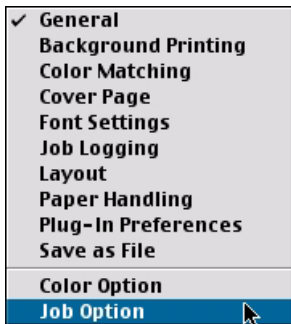 General
Background Printing
Color Matching
Cover Page
Font Settings
Job Logging
Layout
Paper Handling
Plug-In Preferences
Save as File
Color Option
Job Option